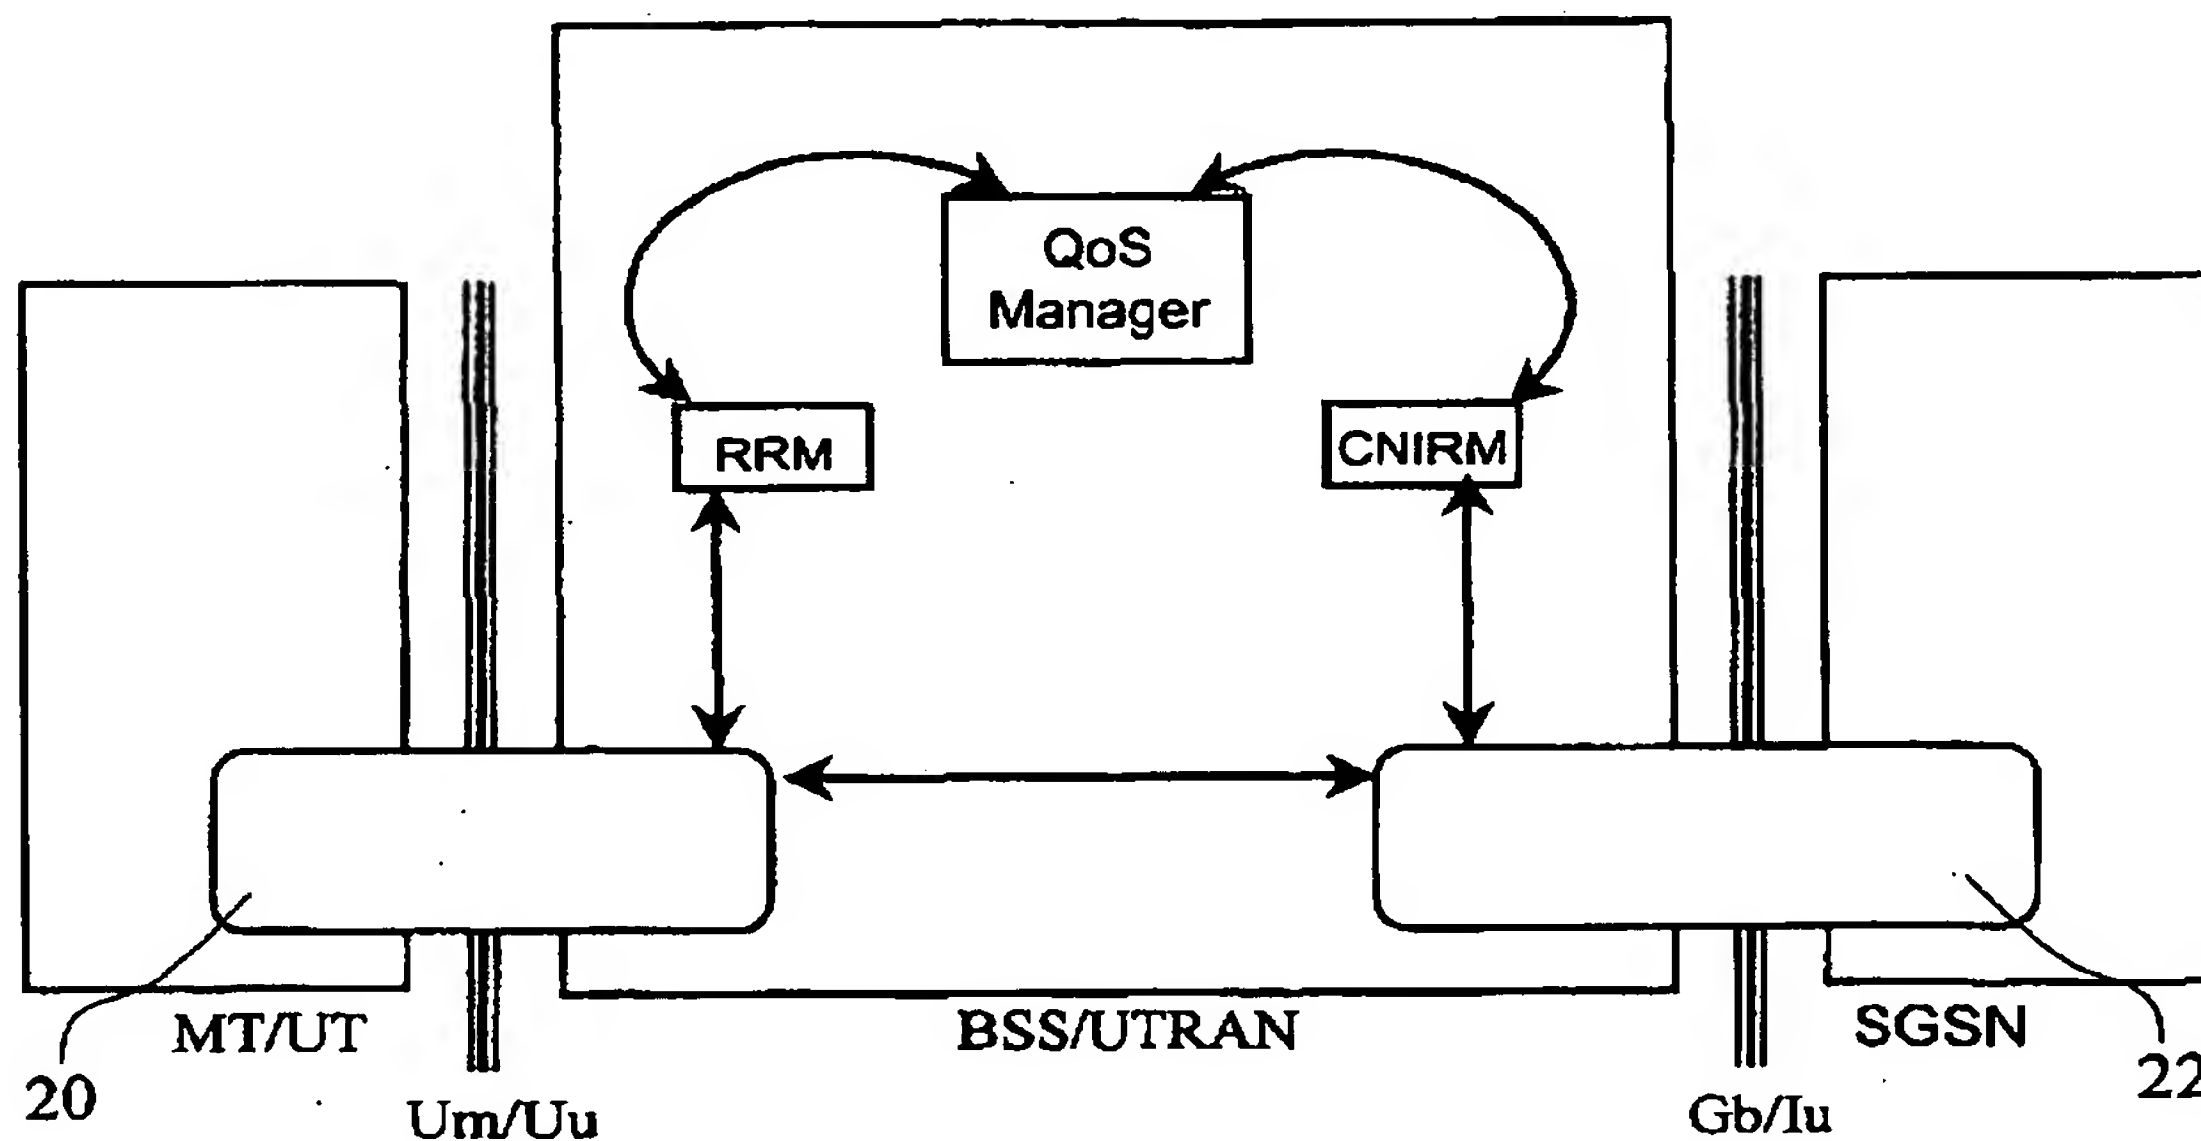 QoS
Manager
RRM
CNIRM
MT/UT
BSS/UTRAN
SGSN
20
22
Um/Uu
Gb/Iu